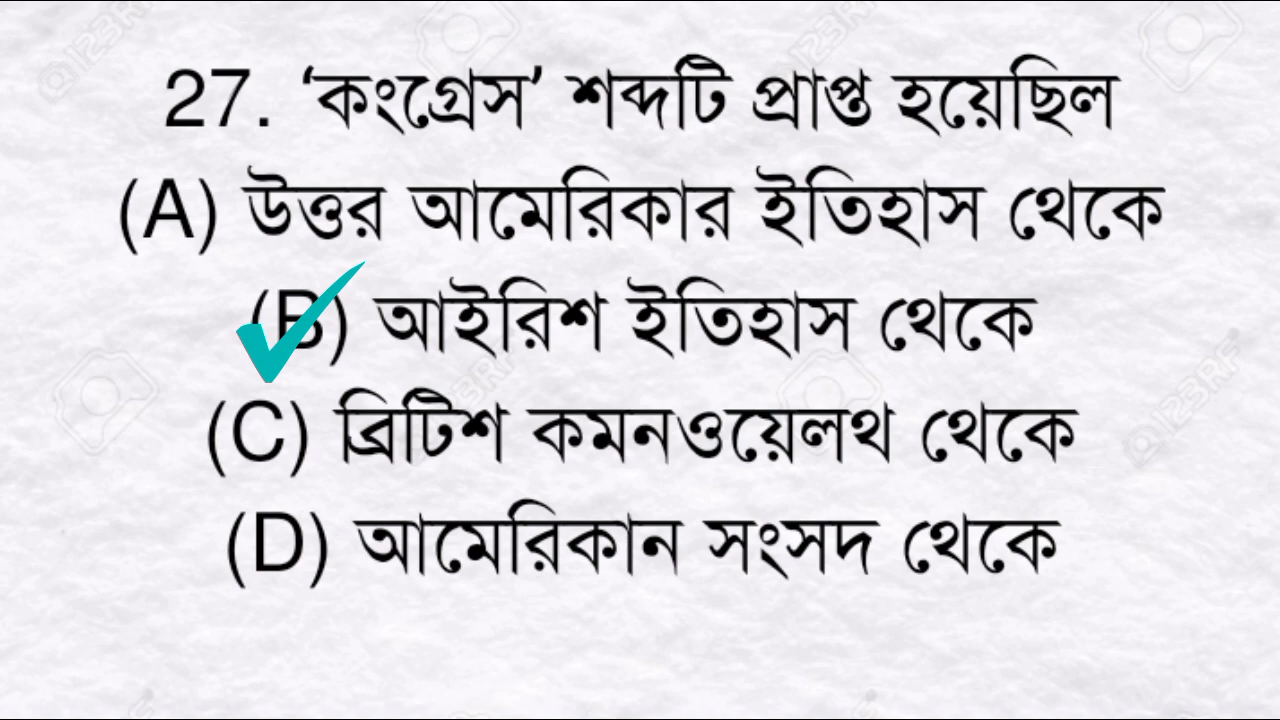 27. ‘কংগ্রেস’ শব্দটি প্রাপ্ত হয়েছিল
(A) উত্তর আমেরিকার ইতিহাস থেকে
(B) আইরিশ ইতিহাস থেকে
(C) ব্রিটিশ কমনওয়েলথ থেকে
(D) আমেরিকান সংসদ থেকে